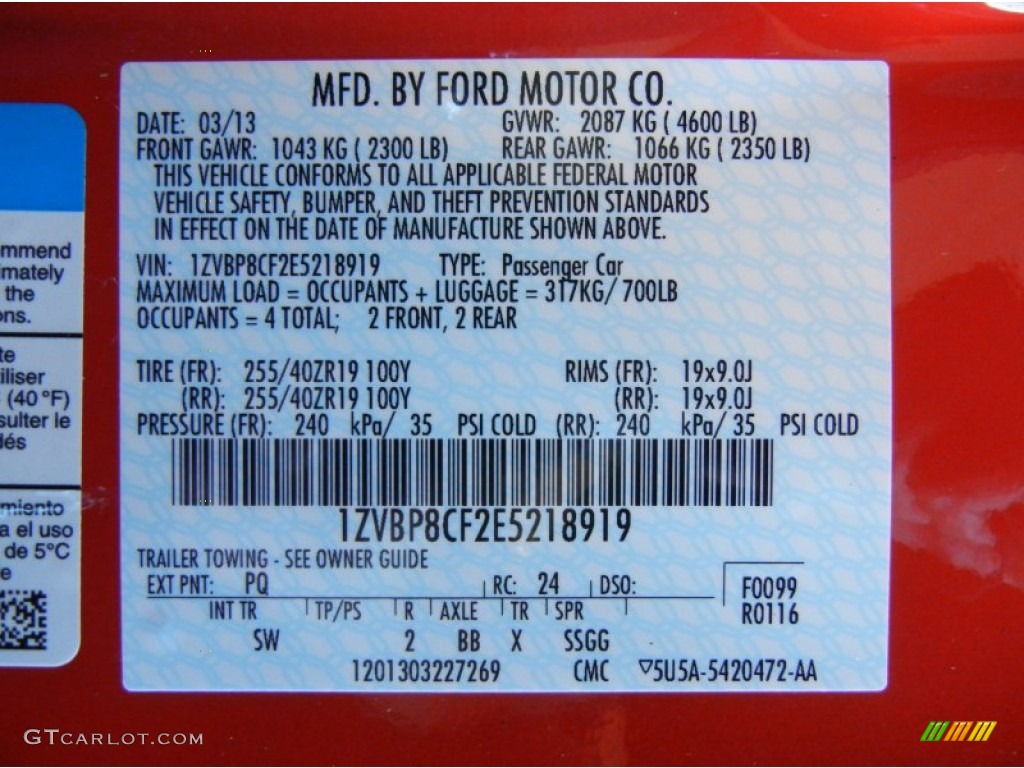 MFD. BY FORD MOTOR CO.
DATE: 03/13 GVWR: 2087 KG ( 4600 LB)
FRONT GAWR: 1043 KG ( 2300 LB) REAR GAWR: 1066 KG ( 2350 LB)
THIS VEHICLE CONFORMS TO ALL APPLICABLE FEDERAL MOTOR
VEHICLE SAFETY, BUMPER, AND THEFT PREVENTION STANDARDS
IN EFFECT ON THE DATE OF MANUFACTURE SHOWN ABOVE.
VIN: 1ZVBP8CF2E5218919 TYPE: Passenger Car
MAXIMUM LOAD = OCCUPANTS + LUGGAGE = 317KG/ 700LB
OCCUPANTS = 4 TOTAL; 2 FRONT, 2 REAR
TIRE (FR): 255/40ZR19 100Y RIMS (FR): 19x9.0J
(RR): 255/40ZR19 100Y (RR): 19x9.0J
PRESSURE (FR): 240 kPa/ 35 PSI COLD (RR): 240 kPa/ 35 PSI COLD
1ZVBP8CF2E5218919
TRAILER TOWING - SEE OWNER GUIDE
EXT PNT: PQ RC: 24 DSO: F0099
INT TR TP/PS R AXLE TR SPR R0116
SW 2 BB X SSGG
1201303227269 CMC ▽5U5A-5420472-AA
ommend
imately
the
ons.
te
iliser
(40°F)
sulter le
dés
miento
a el uso
de 5°C
e
GTCARLOT.COM